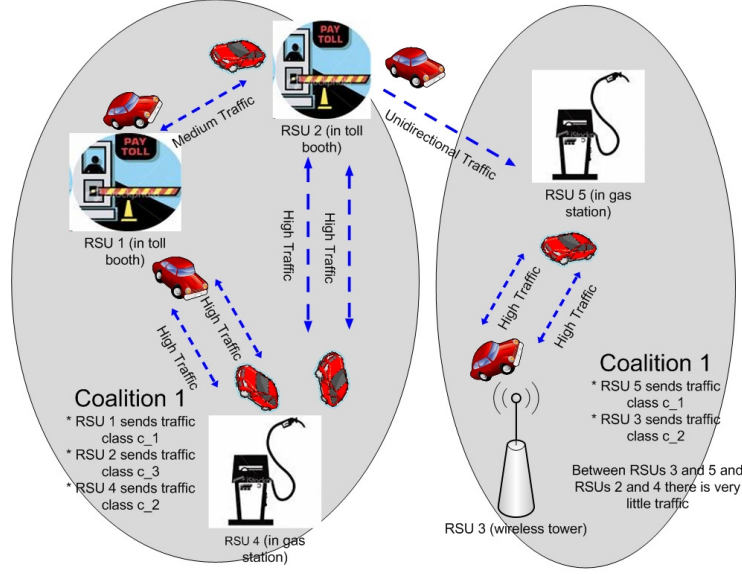 PAY
TOLL
RSU 2 (in toll
booth)
Medium Traffic
Unidirectional Traffic
PAY
TOLL
RSU 1 (in toll
booth)
RSU 5 (in gas
station)
High Traffic
High Traffic
High Traffic
High Traffic
High Traffic
High Traffic
Coalition 1
* RSU 1 sends traffic
class c_1
* RSU 2 sends traffic
class c_3
* RSU 4 sends traffic
class c_2
RSU 4 (in gas
station)
Coalition 1
* RSU 5 sends traffic
class c_1
* RSU 3 sends traffic
class c_2
Between RSUs 3 and 5 and
RSUs 2 and 4 there is very
little traffic
RSU 3 (wireless tower)